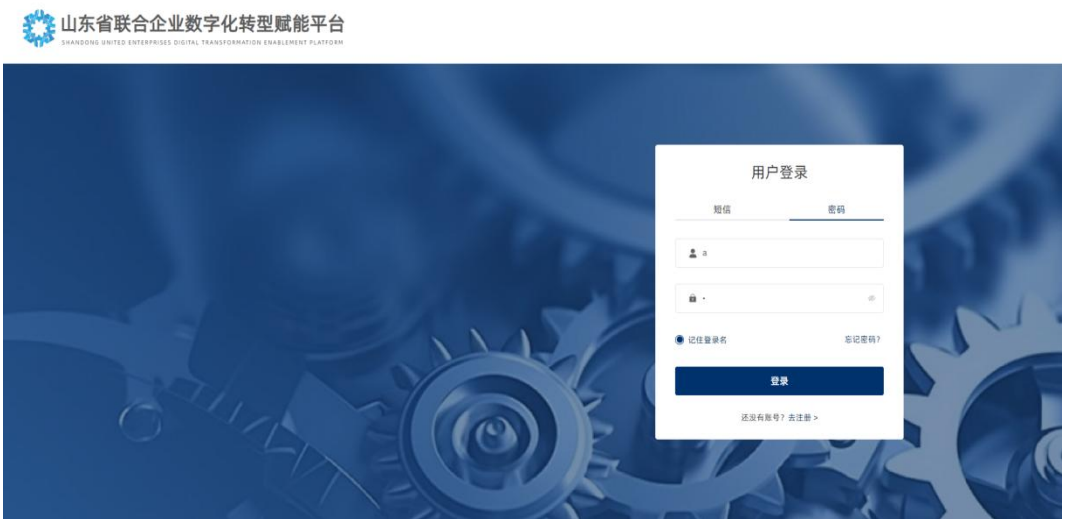 山东省联合企业数字化转型赋能平台
SHANDONG UNITED ENTERPRISES DIGITAL TRANSFORMATION ENABLEMENT PLATFORM
用户登录
短信 密码
a
•
记住登录名 忘记密码?
登录
还没有账号? 去注册 >